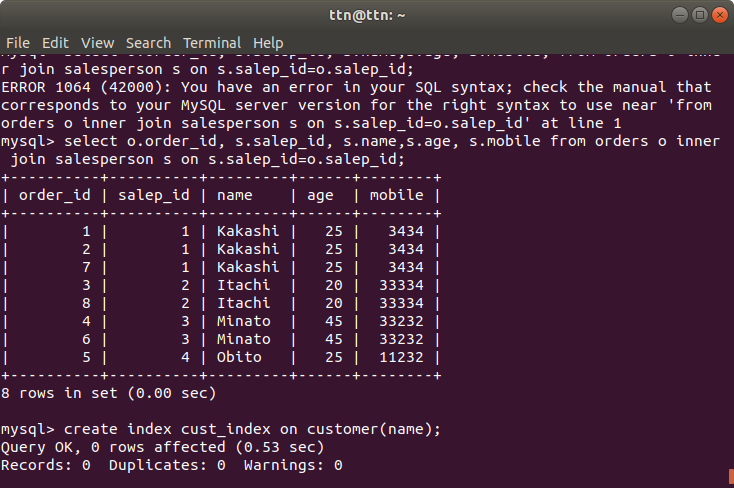 ttn@ttn: ~
File Edit View Search Terminal Help
r join salesperson s on s.salep_id=o.salep_id;
ERROR 1064 (42000): You have an error in your SQL syntax; check the manual that
corresponds to your MySQL server version for the right syntax to use near 'from
orders o inner join salesperson s on s.salep_id=o.salep_id' at line 1
mysql> select o.order_id, s.salep_id, s.name,s.age, s.mobile from orders o inner
 join salesperson s on s.salep_id=o.salep_id;
+----------+----------+---------+------+--------+
| order_id | salep_id | name    | age  | mobile |
+----------+----------+---------+------+--------+
|        1 |        1 | Kakashi |   25 |   3434 |
|        2 |        1 | Kakashi |   25 |   3434 |
|        7 |        1 | Kakashi |   25 |   3434 |
|        3 |        2 | Itachi  |   20 |  33334 |
|        8 |        2 | Itachi  |   20 |  33334 |
|        4 |        3 | Minato  |   45 |  33232 |
|        6 |        3 | Minato  |   45 |  33232 |
|        5 |        4 | Obito   |   25 |  11232 |
+----------+----------+---------+------+--------+
8 rows in set (0.00 sec)
mysql> create index cust_index on customer(name);
Query OK, 0 rows affected (0.53 sec)
Records: 0  Duplicates: 0  Warnings: 0